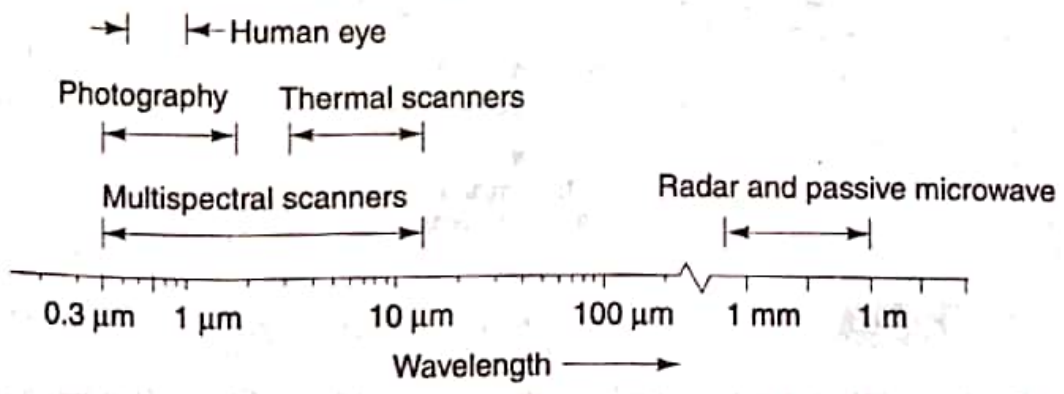 Human eye
Photography Thermal scanners
Multispectral scanners Radar and passive microwave
0.3 µm 1 µm 10 µm 100 µm 1 mm 1 m
Wavelength